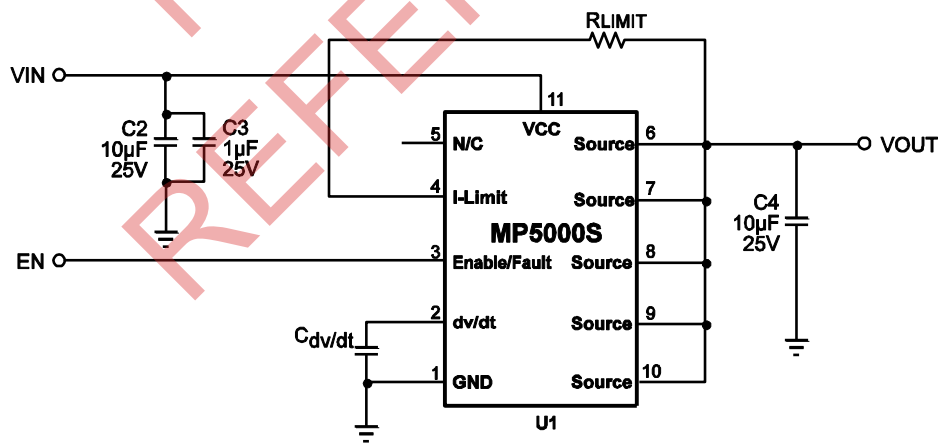 RLIMIT
VIN
11
VCC
C2
10µF
25V
C3
1µF
25V
5
N/C
Source
6
VOUT
4
I-Limit
Source
7
MP5000S
C4
10µF
25V
EN
3
Enable/Fault
Source
8
2
dv/dt
Source
9
Cdv/dt
1
GND
Source
10
U1